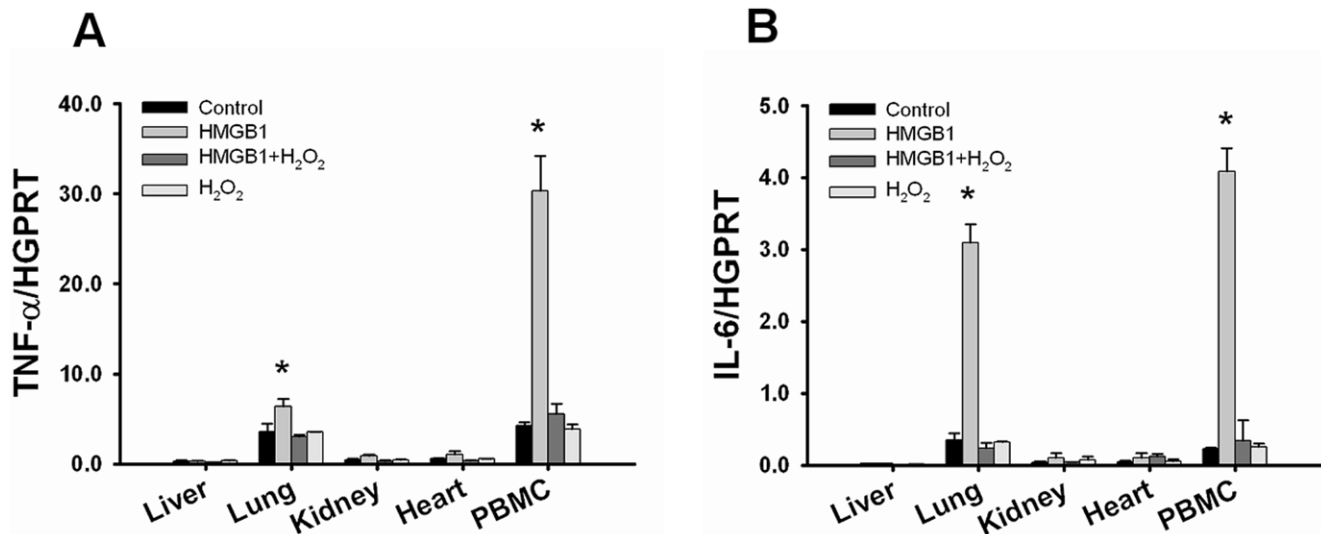 A
TNF-α/HGPRT
40.0
30.0
20.0
10.0
0.0
Control
HMGB1
HMGB1+H₂O₂
H₂O₂
*
*
Liver
Lung
Kidney
Heart
PBMC
B
IL-6/HGPRT
5.0
4.0
3.0
2.0
1.0
0.0
Control
HMGB1
HMGB1+H₂O₂
H₂O₂
*
*
Liver
Lung
Kidney
Heart
PBMC